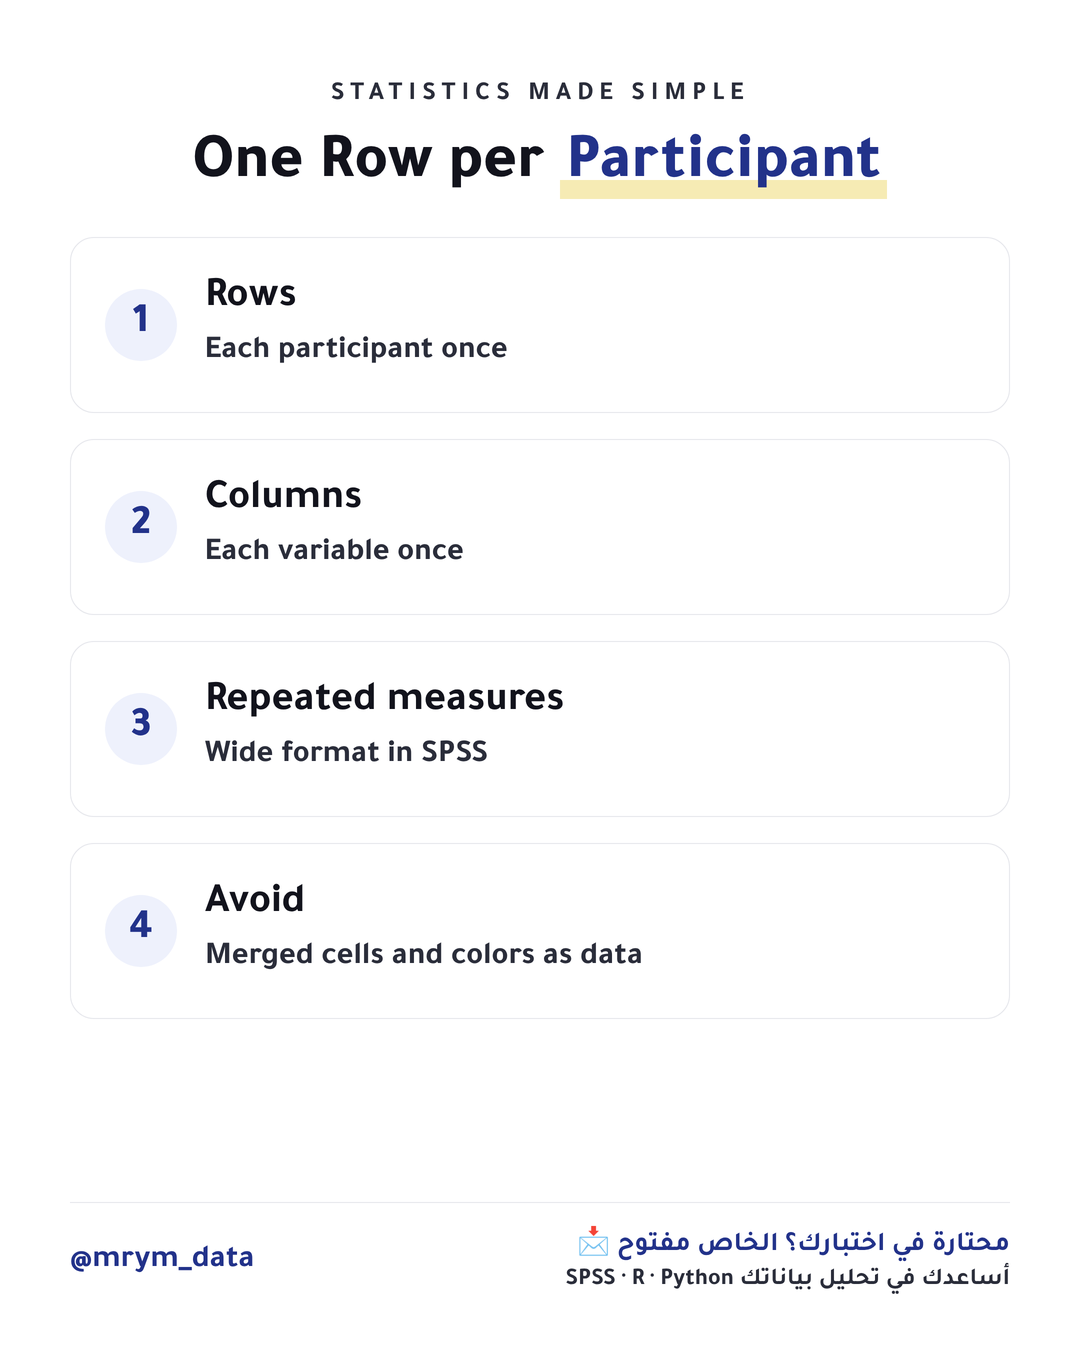 STATISTICS MADE SIMPLE
One Row per Participant
1
Rows
Each participant once
2
Columns
Each variable once
3
Repeated measures
Wide format in SPSS
4
Avoid
Merged cells and colors as data
@mrym_data
محتارة في اختبارك؟ الخاص مفتوح 📩
أساعدك في تحليل بياناتك SPSS · R · Python